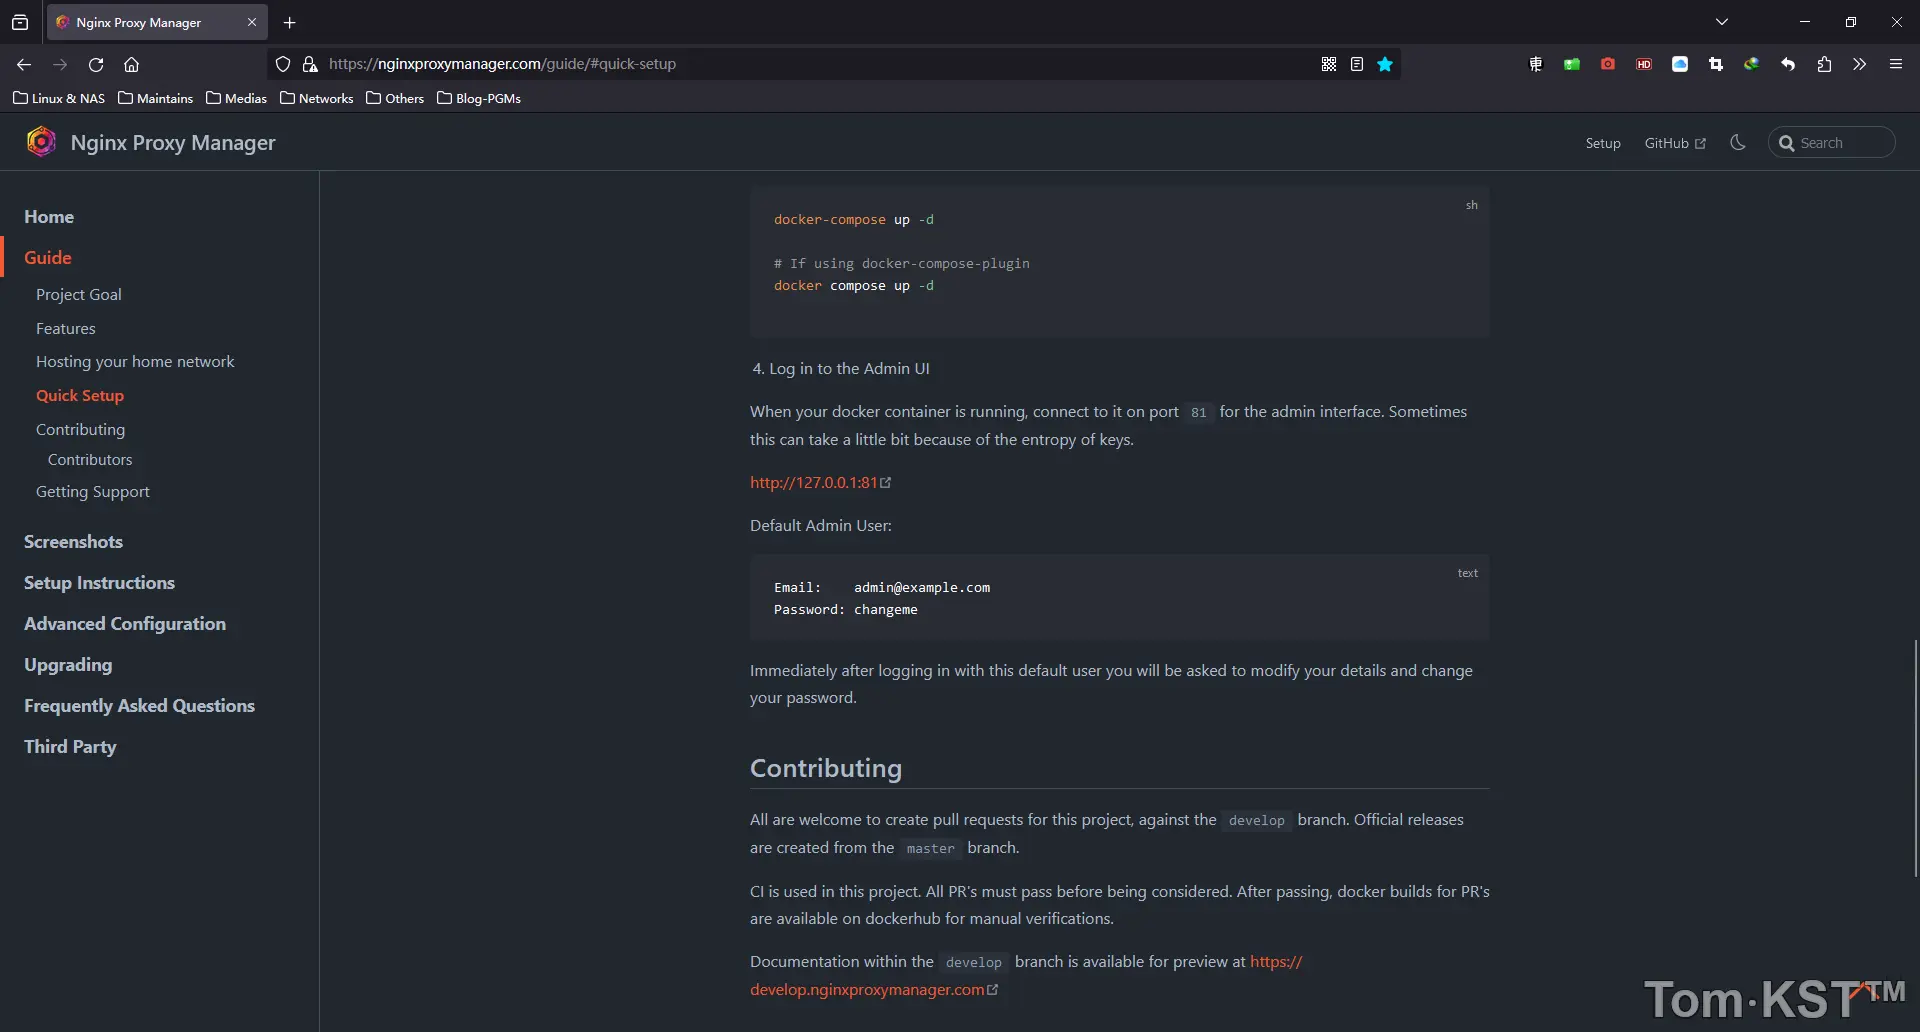 Nginx Proxy Manager
https://nginxproxymanager.com/guide/#quick-setup
HD
Linux & NAS Maintains Medias Networks Others Blog-PGMs
Nginx Proxy Manager
Setup GitHub Search
Home
Guide
Project Goal
Features
Hosting your home network
Quick Setup
Contributing
Contributors
Getting Support
Screenshots
Setup Instructions
Advanced Configuration
Upgrading
Frequently Asked Questions
Third Party
sh
docker-compose up -d
# If using docker-compose-plugin
docker compose up -d
4. Log in to the Admin UI
When your docker container is running, connect to it on port 81 for the admin interface. Sometimes
this can take a little bit because of the entropy of keys.
http://127.0.0.1:81
Default Admin User:
text
Email: admin@example.com
Password: changeme
Immediately after logging in with this default user you will be asked to modify your details and change
your password.
Contributing
All are welcome to create pull requests for this project, against the develop branch. Official releases
are created from the master branch.
CI is used in this project. All PR's must pass before being considered. After passing, docker builds for PR's
are available on dockerhub for manual verifications.
Documentation within the develop branch is available for preview at https://
develop.nginxproxymanager.com
Tom·KST™